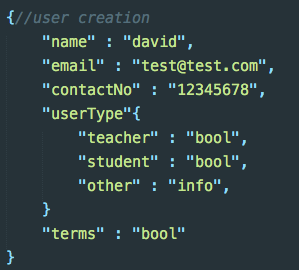 {//user creation
"name" : "david",
"email" : "test@test.com",
"contactNo" : "12345678",
"userType"{
"teacher" : "bool",
"student" : "bool",
"other" : "info",
}
"terms" : "bool"
}